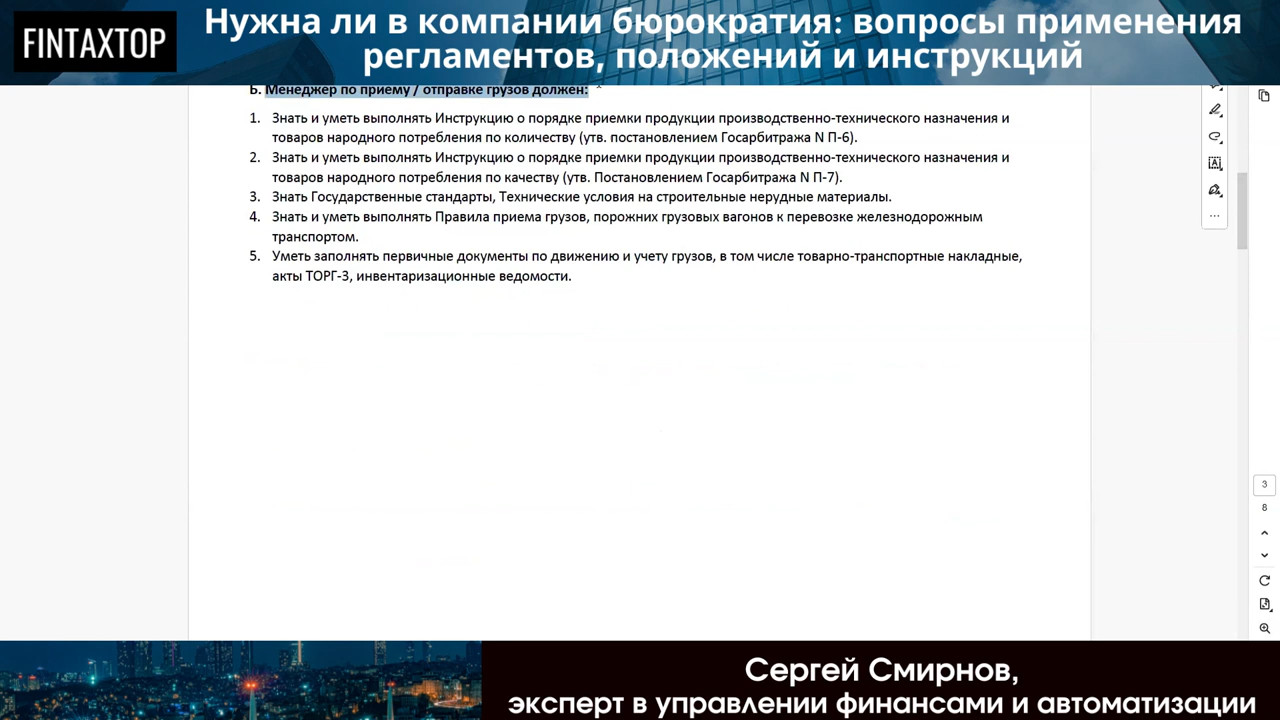 FINTAXTOP
Нужна ли в компании бюрократия: вопросы применения
регламентов, положений и инструкций
Б. Менеджер по приему / отправке грузов должен:
1. Знать и уметь выполнять Инструкцию о порядке приемки продукции производственно-технического назначения и
товаров народного потребления по количеству (утв. постановлением Госарбитража N П-6).
2. Знать и уметь выполнять Инструкцию о порядке приемки продукции производственно-технического назначения и
товаров народного потребления по качеству (утв. Постановлением Госарбитража N П-7).
3. Знать Государственные стандарты, Технические условия на строительные нерудные материалы.
4. Знать и уметь выполнять Правила приема грузов, порожних грузовых вагонов к перевозке железнодорожным
транспортом.
5. Уметь заполнять первичные документы по движению и учету грузов, в том числе товарно-транспортные накладные,
акты ТОРГ-3, инвентаризационные ведомости.
3
8
Сергей Смирнов,
эксперт в управлении финансами и автоматизации